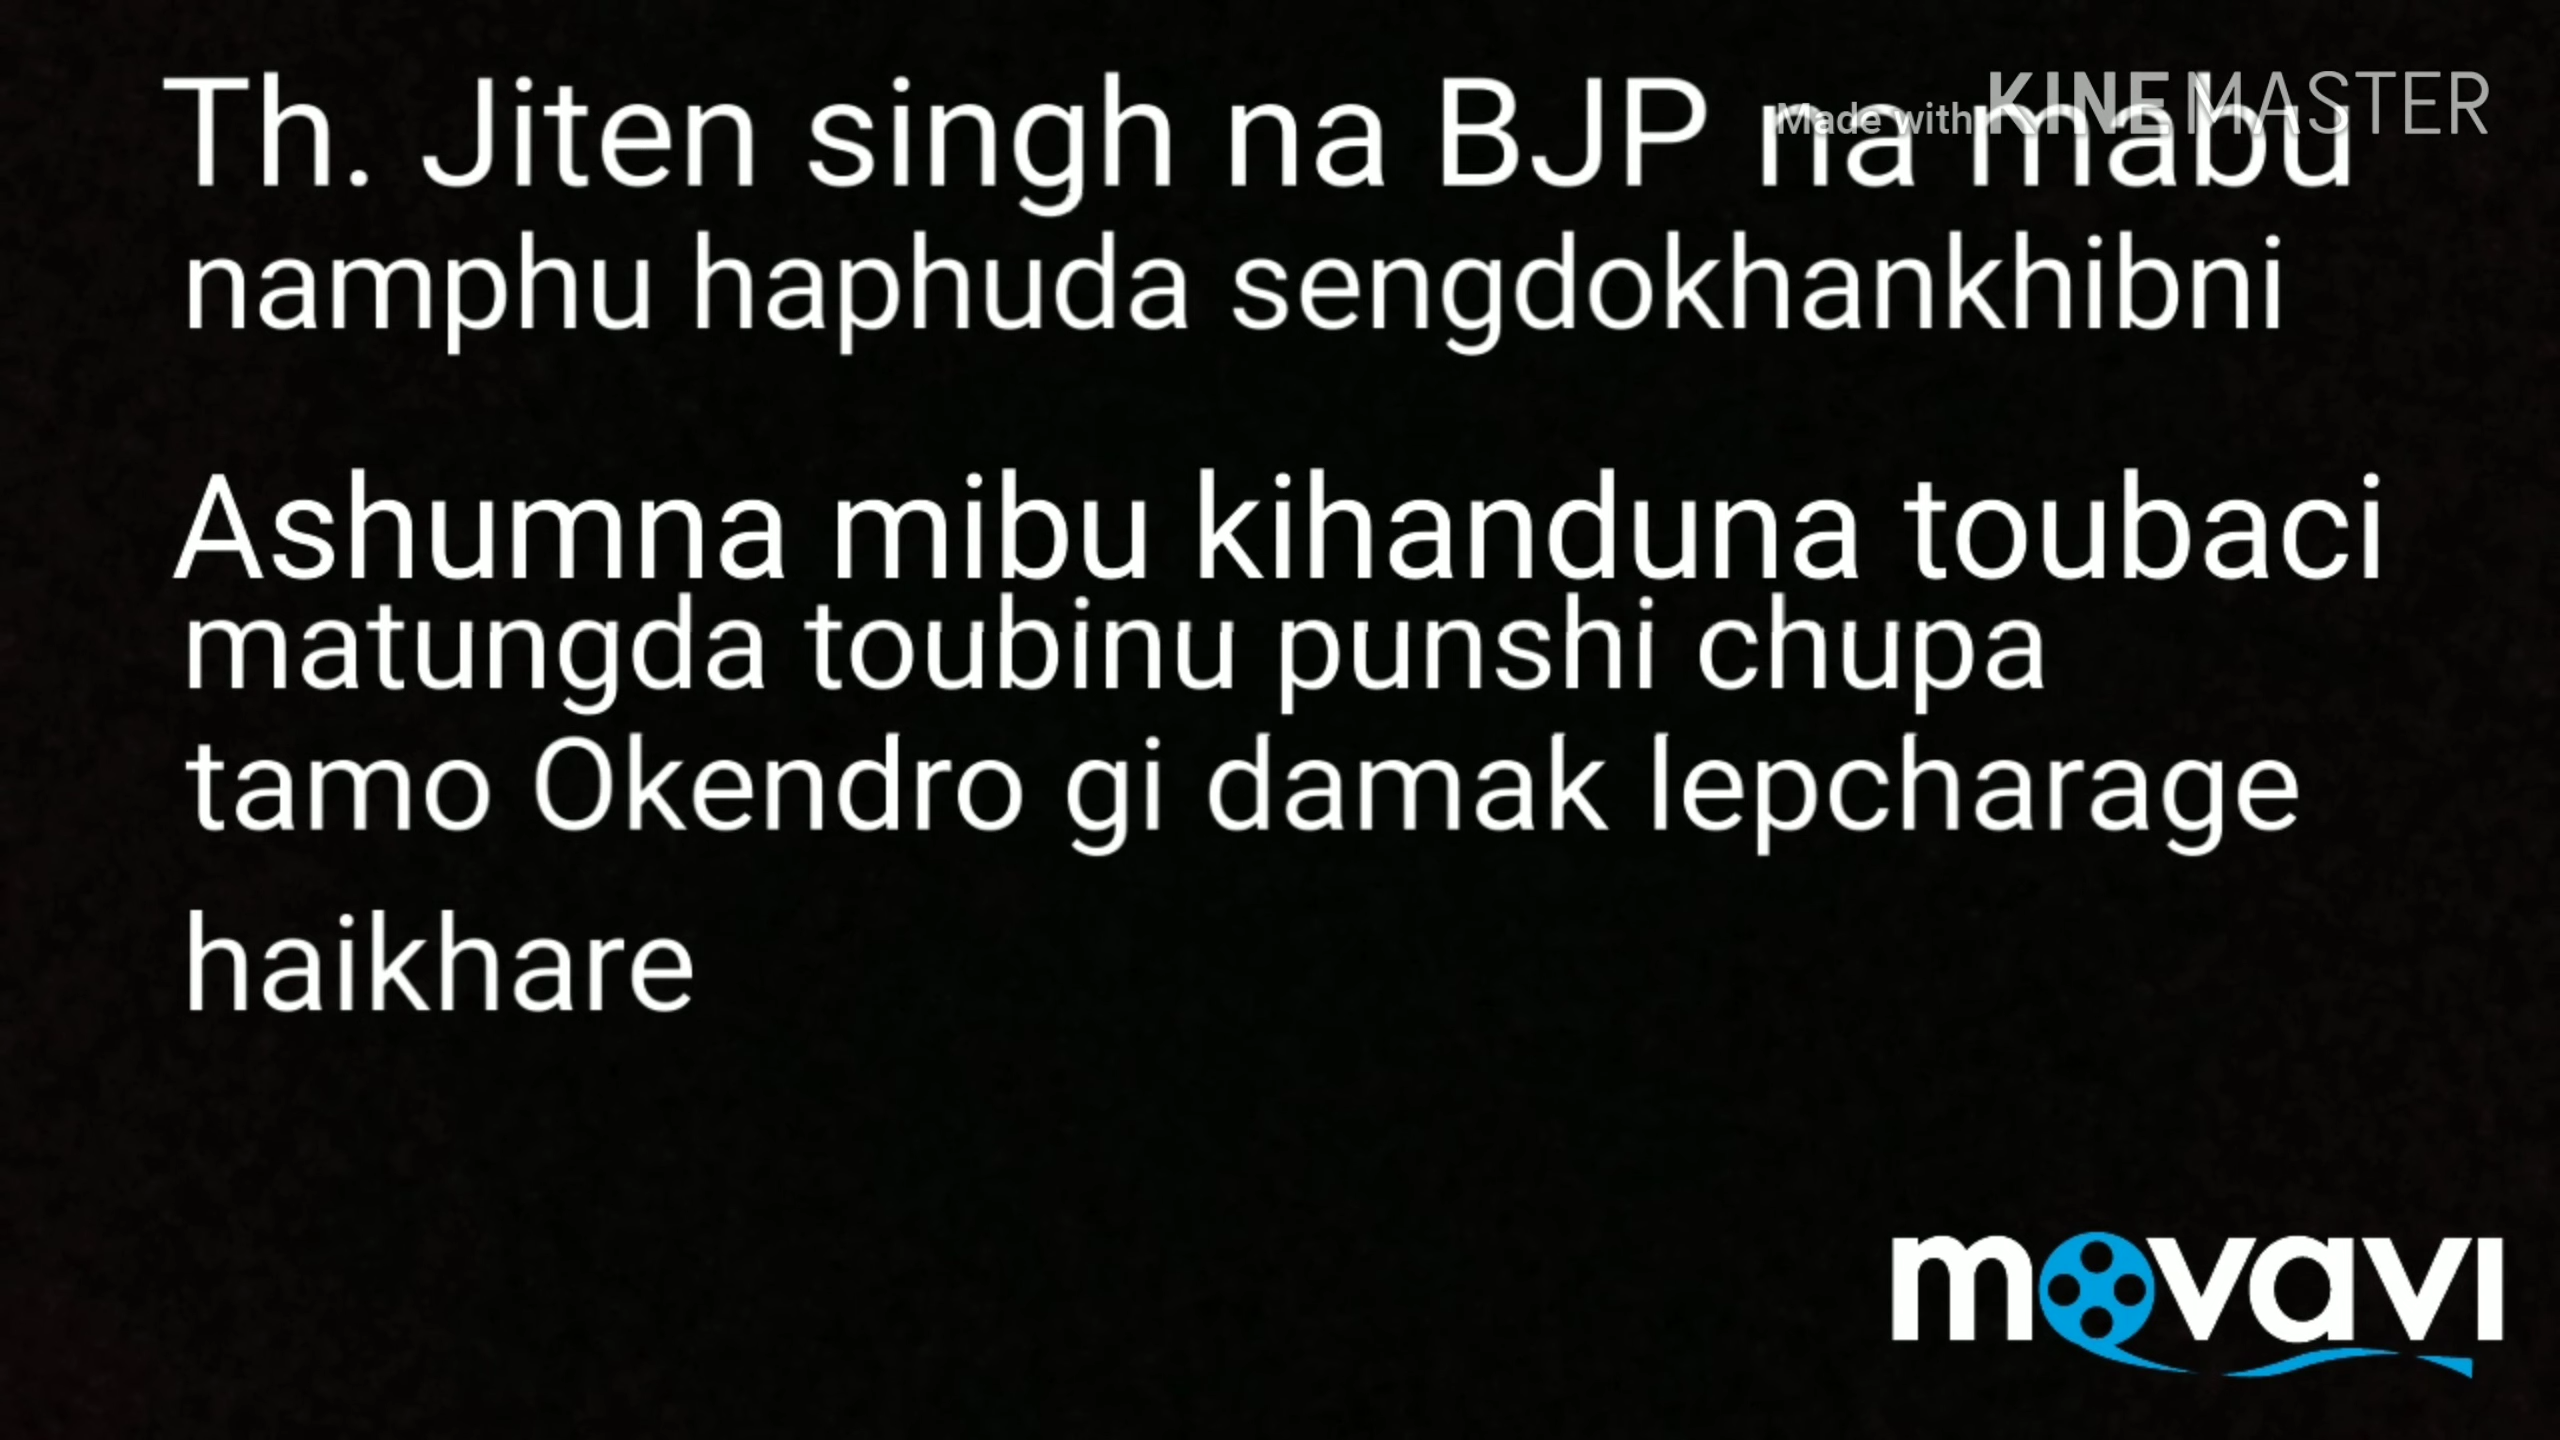 Th. Jiten singh na BJP na mabu
Made with KINEMASTER
namphu haphuda sengdokhankhibni
Ashumna mibu kihanduna toubaci
matungda toubinu punshi chupa
tamo Okendro gi damak lepcharage
haikhare
movavi